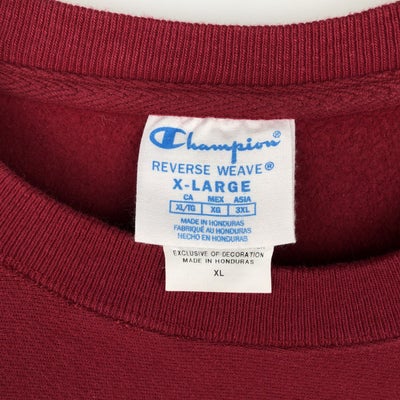 Champion
REVERSE WEAVE®
X-LARGE
CA MEX ASIA
XL/TG XG 3XL
MADE IN HONDURAS
FABRIQUÉ AU HONDURAS
HECHO EN HONDURAS
EXCLUSIVE OF DECORATION
MADE IN HONDURAS
XL